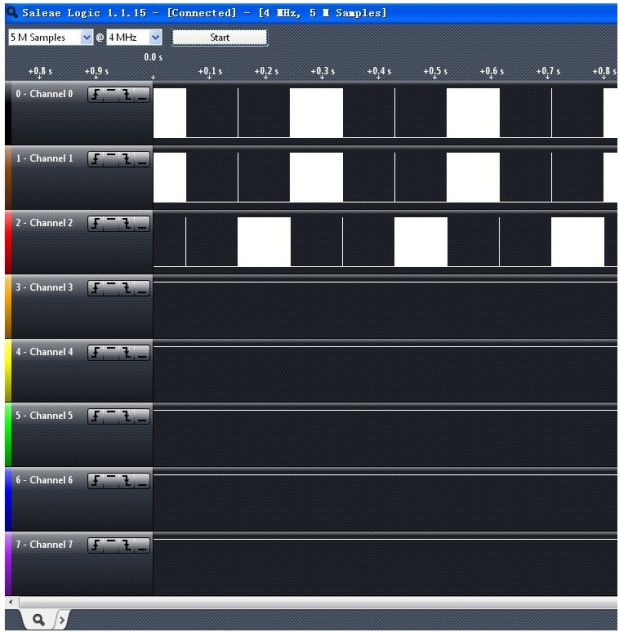 Saleae Logic 1.1.15 - [Connected] - [4 MHz, 5 M Samples]
5 M Samples @ 4 MHz Start
0.0 s
+0.8 s +0.9 s +0.1 s +0.2 s +0.3 s +0.4 s +0.5 s +0.6 s +0.7 s +0.8 s
0 - Channel 0
1 - Channel 1
2 - Channel 2
3 - Channel 3
4 - Channel 4
5 - Channel 5
6 - Channel 6
7 - Channel 7